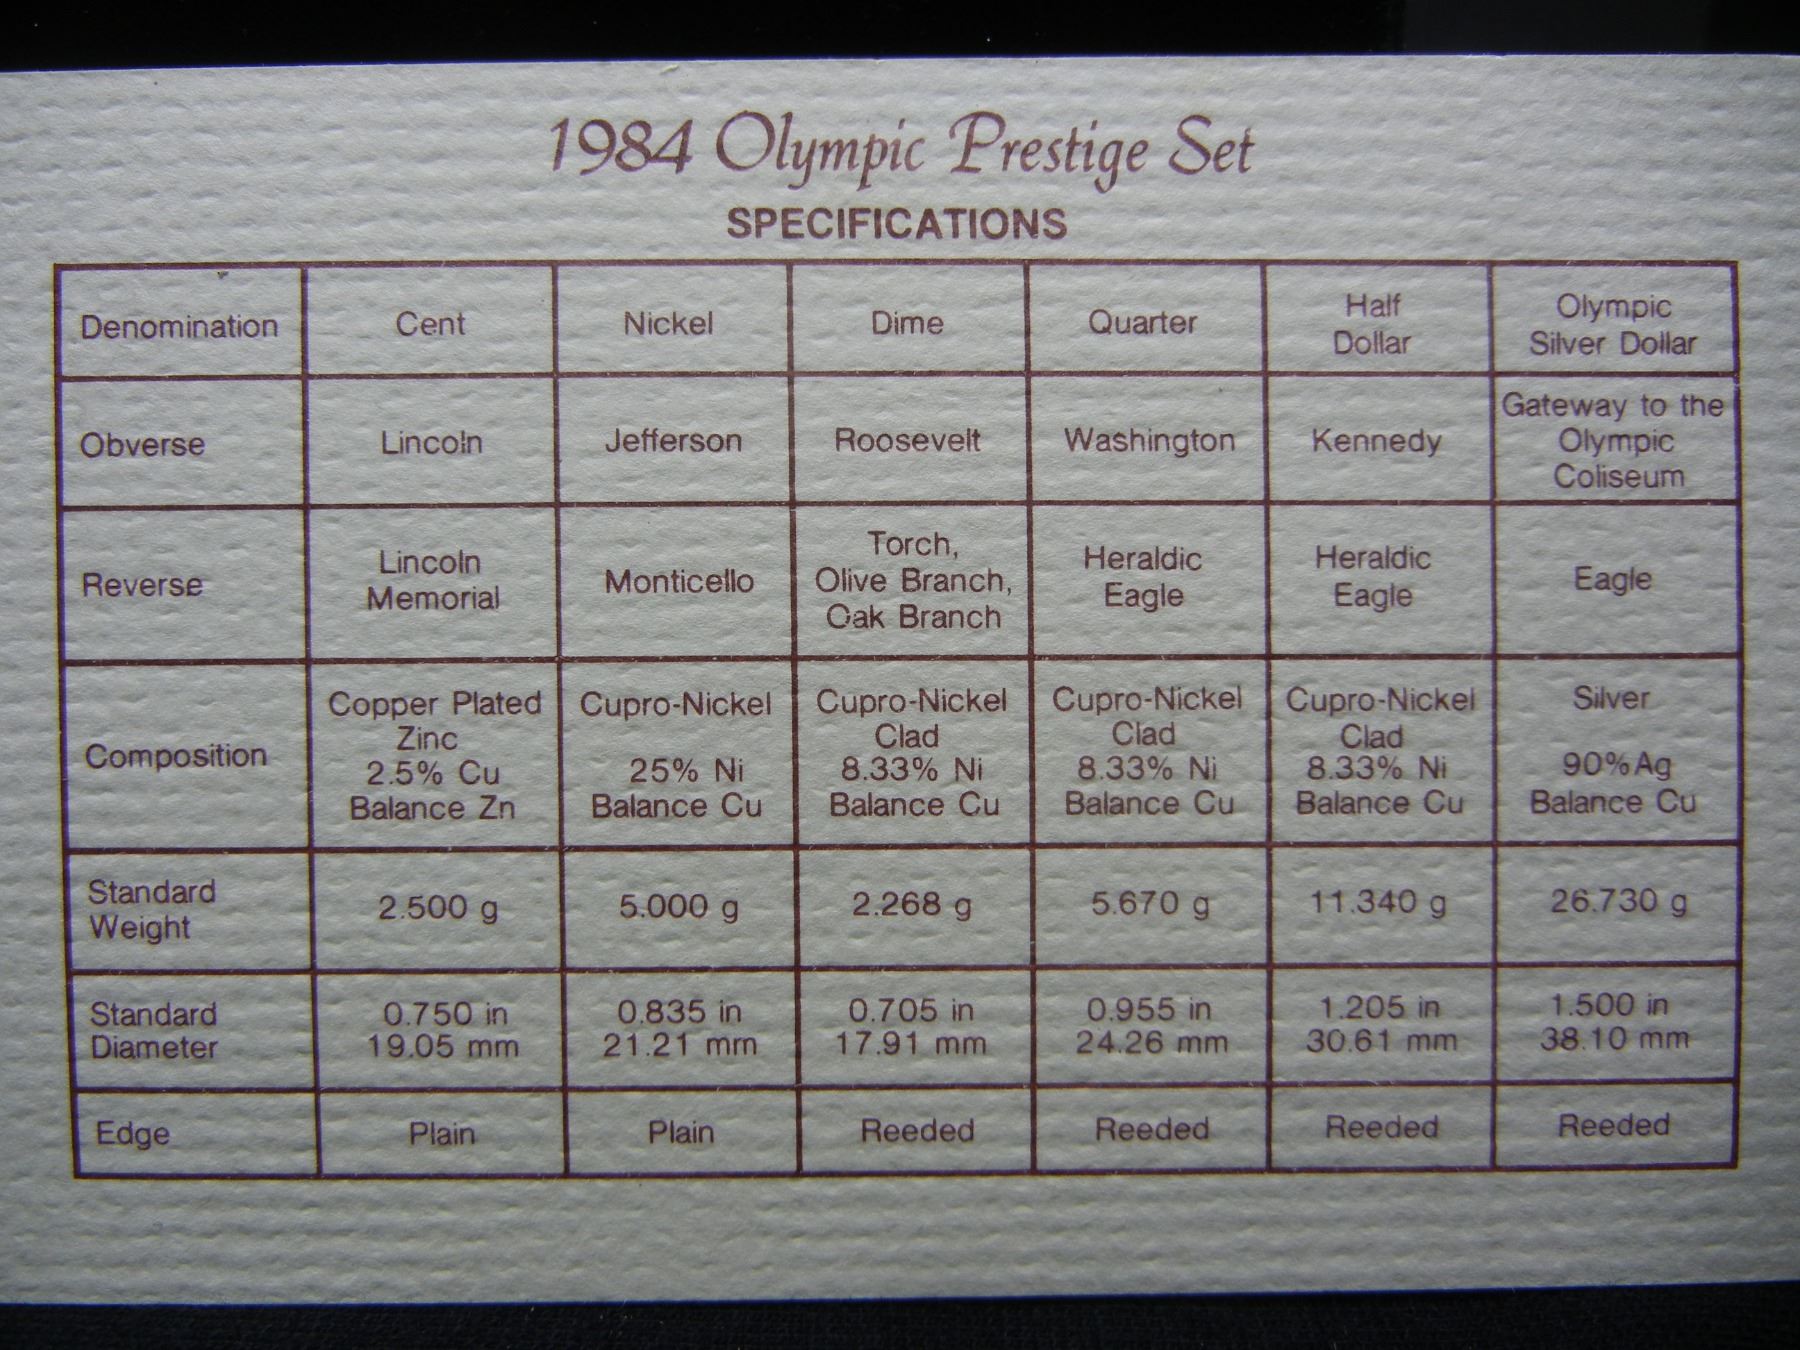 1984 Olympic Prestige Set
SPECIFICATIONS
Denomination
Cent
Nickel
Dime
Quarter
Half
Dollar
Olympic
Silver Dollar
Obverse
Lincoln
Jefferson
Roosevelt
Washington
Kennedy
Gateway to the
Olympic
Coliseum
Reverse
Lincoln
Memorial
Monticello
Torch,
Olive Branch,
Oak Branch
Heraldic
Eagle
Heraldic
Eagle
Eagle
Composition
Copper Plated
Zinc
2.5% Cu
Balance Zn
Cupro-Nickel
25% Ni
Balance Cu
Cupro-Nickel
Clad
8.33% Ni
Balance Cu
Cupro-Nickel
Clad
8.33% Ni
Balance Cu
Cupro-Nickel
Clad
8.33% Ni
Balance Cu
Silver
90% Ag
Balance Cu
Standard
Weight
2.500 g
5.000 g
2.268 g
5.670 g
11.340 g
26.730 g
Standard
Diameter
0.750 in
19.05 mm
0.835 in
21.21 mm
0.705 in
17.91 mm
0.955 in
24.26 mm
1.205 in
30.61 mm
1.500 in
38.10 mm
Edge
Plain
Plain
Reeded
Reeded
Reeded
Reeded